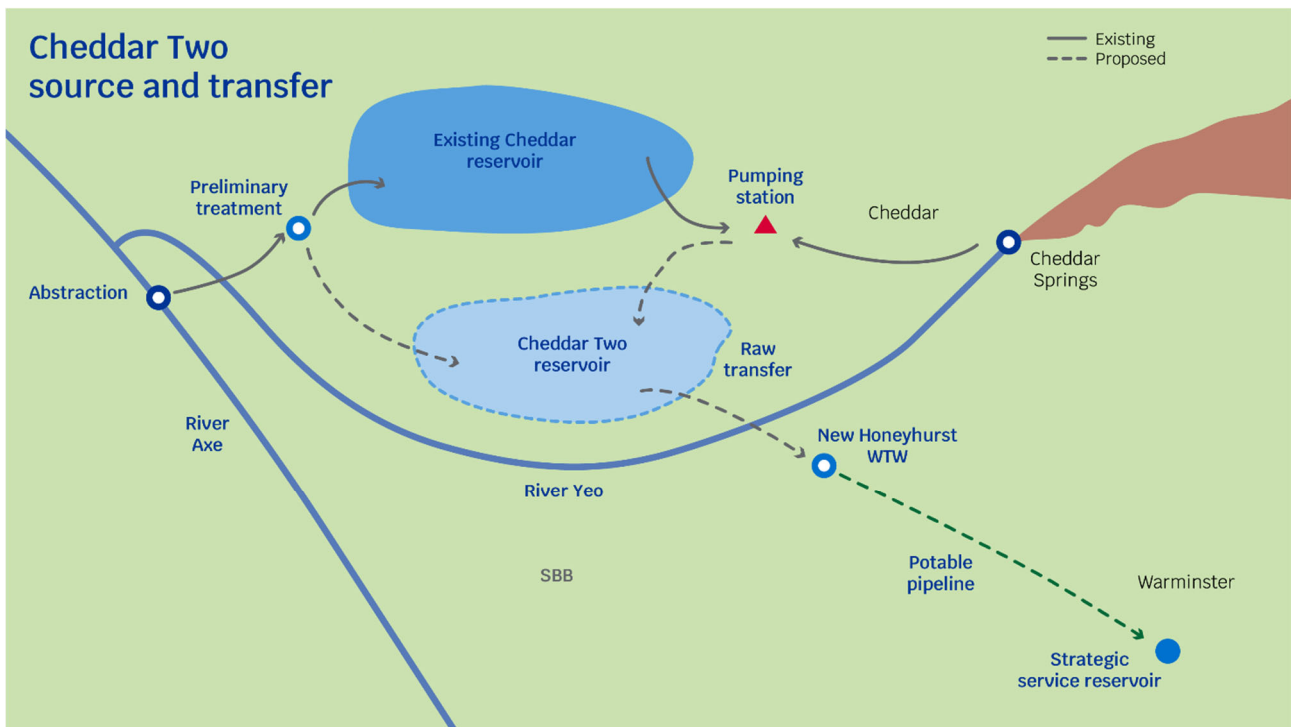 Cheddar Two
source and transfer
Existing
Proposed
Existing Cheddar
reservoir
Preliminary
treatment
Pumping
station
Cheddar
Cheddar
Springs
Abstraction
Cheddar Two
reservoir
Raw
transfer
River
Axe
New Honeyhurst
WTW
River Yeo
SBB
Potable
pipeline
Warminster
Strategic
service reservoir